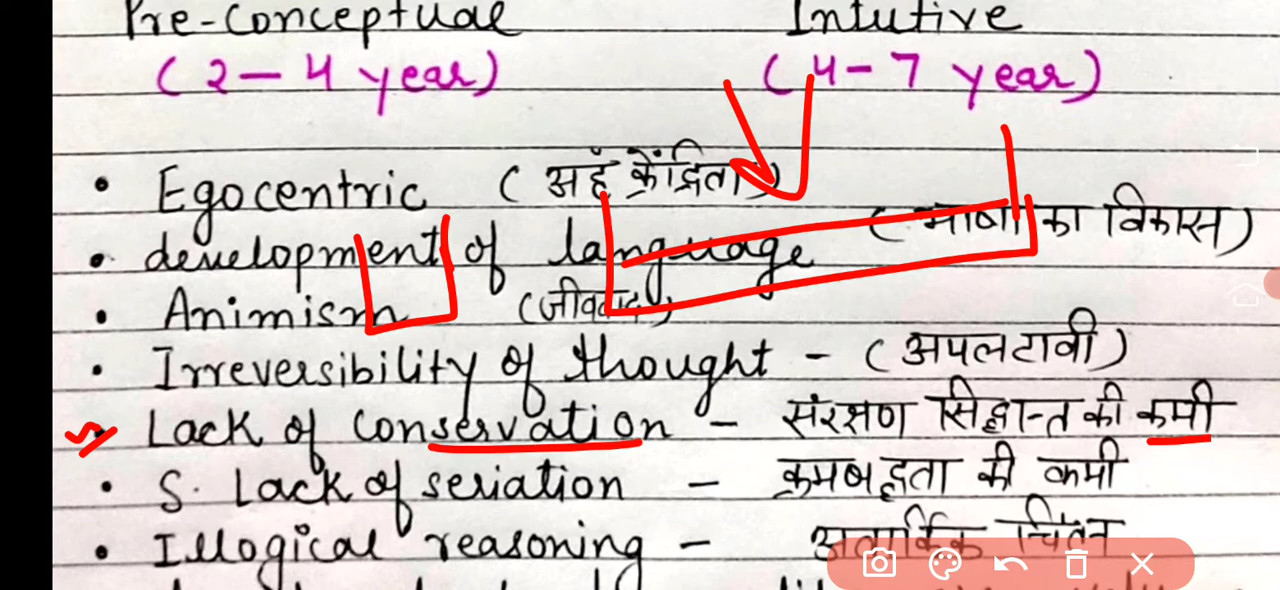 Pre-Conceptual Intutive
(2-4 year) (4-7 year)
• Egocentric (अहं केंद्रिता)
• development of language (भाषा का विकास)
• Animism (जीववाद)
• Irreversibility of thought - (अपलटावी)
Lack of conservation - संरक्षण सिद्धान्त की कमी
• S. Lack of seriation - क्रमबद्धता की कमी
• Illogical reasoning - अतार्किक चिंतन